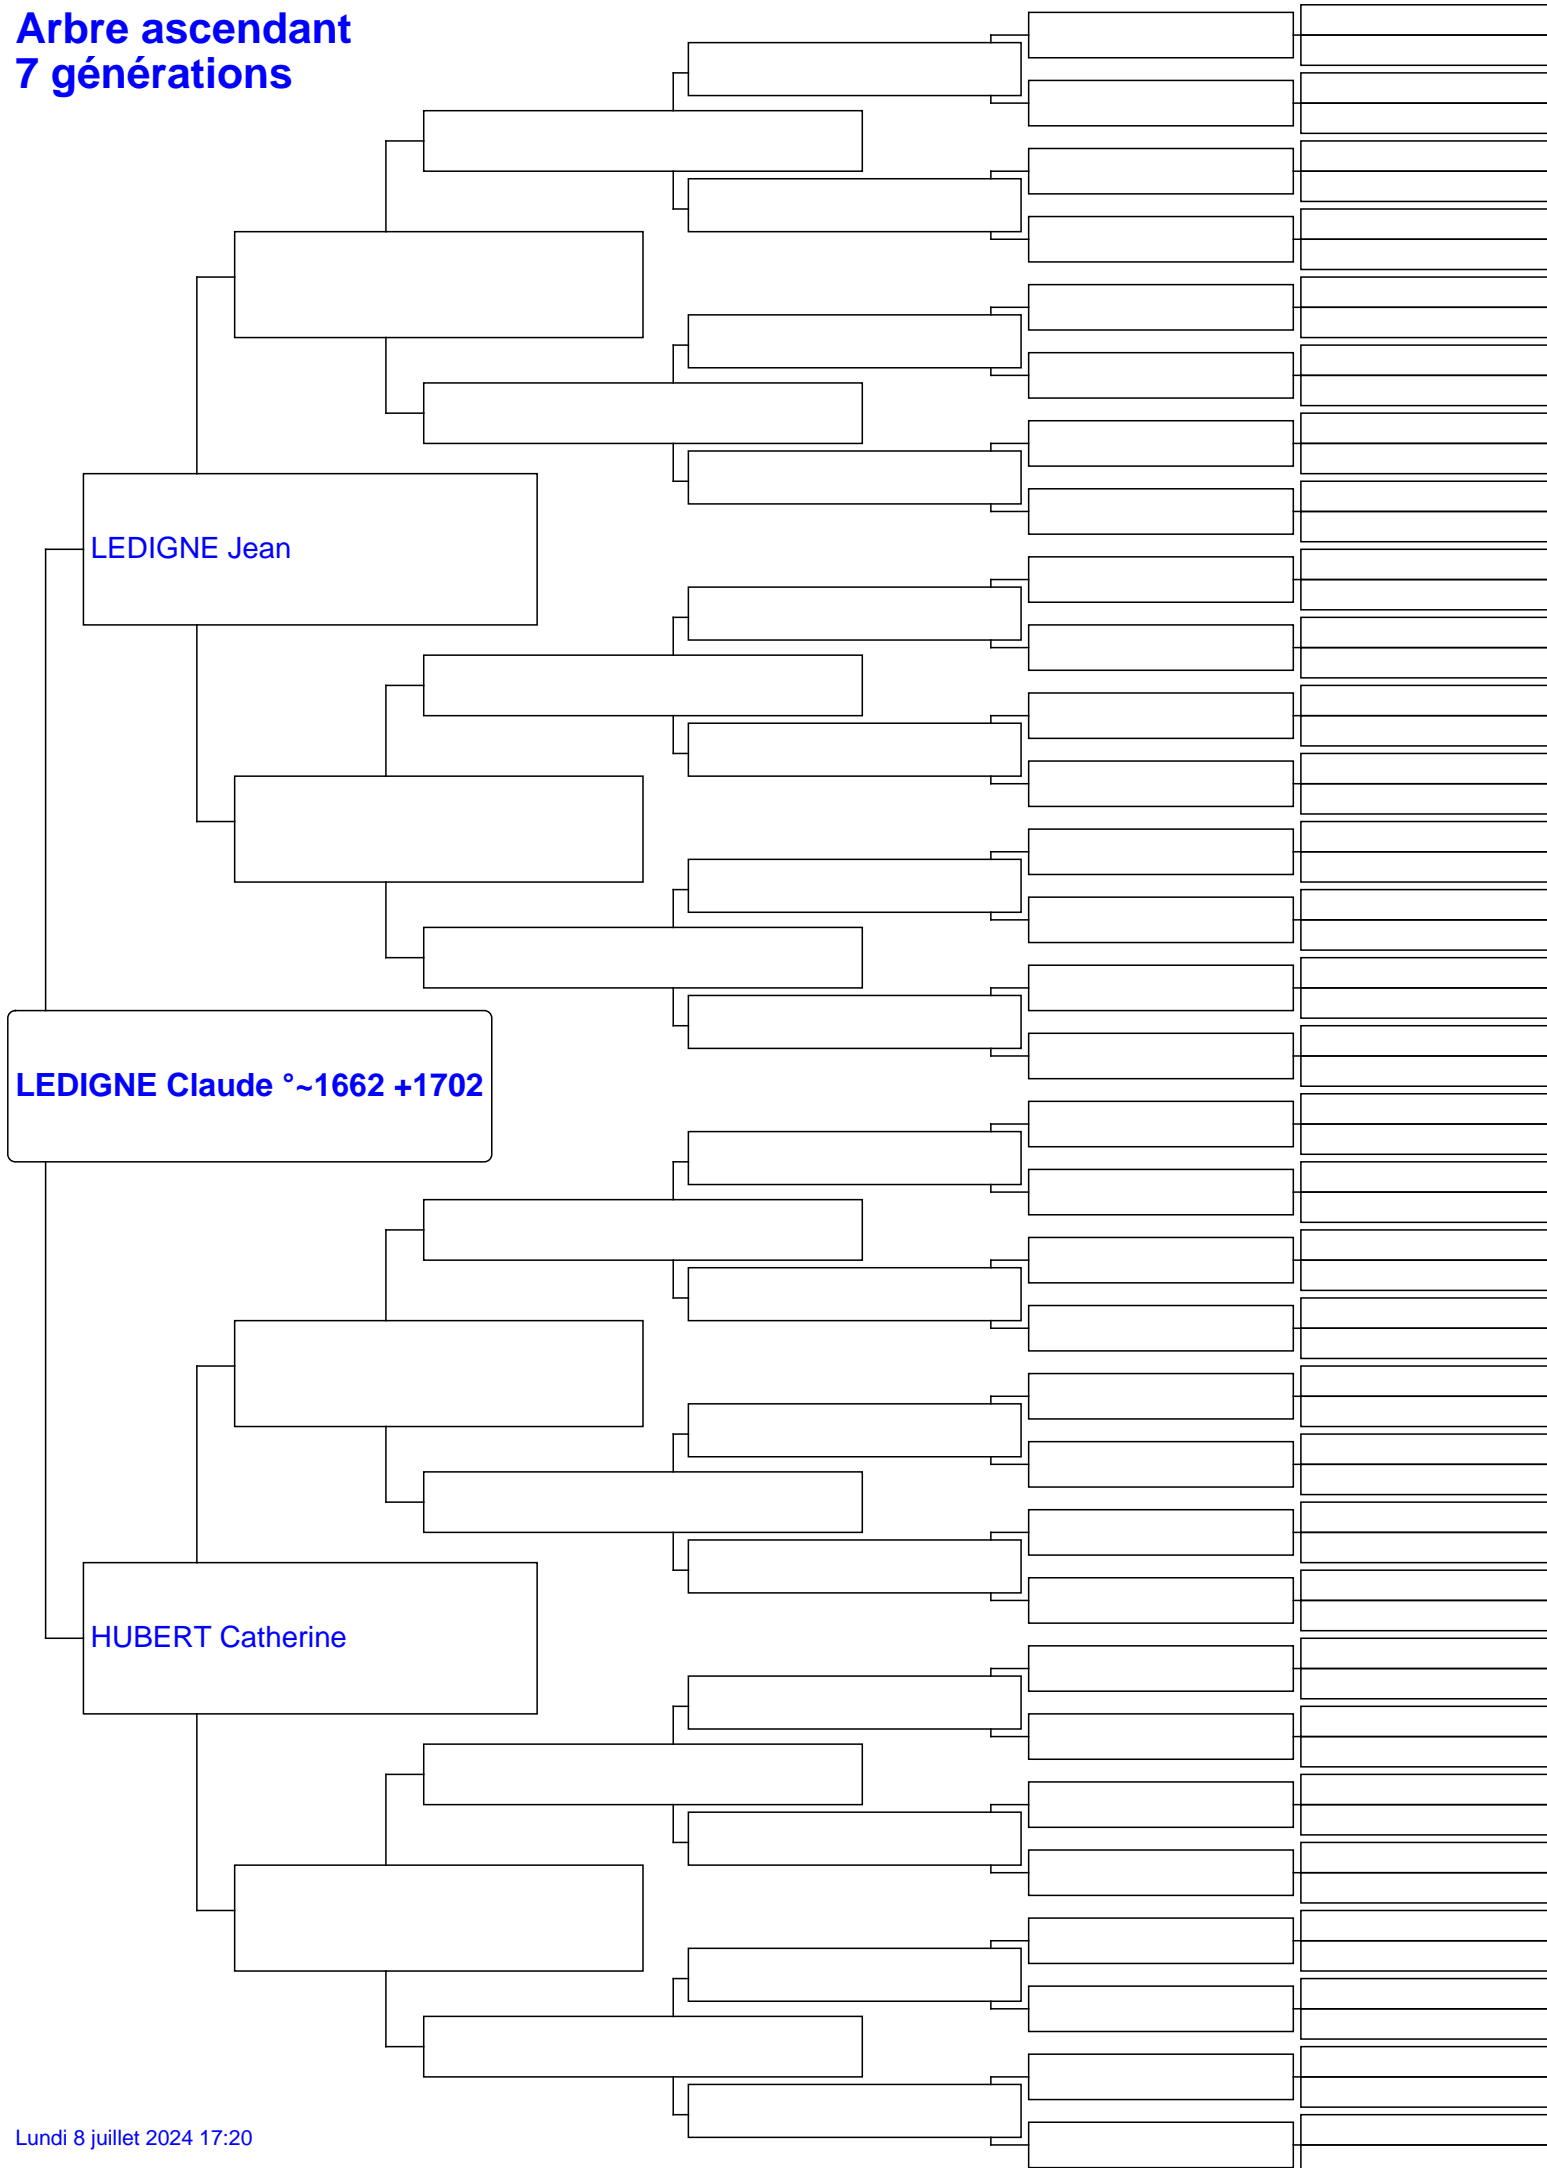 Arbre ascendant
7 générations
LEDIGNE Jean
LEDIGNE Claude °~1662 +1702
HUBERT Catherine
Lundi 8 juillet 2024 17:20